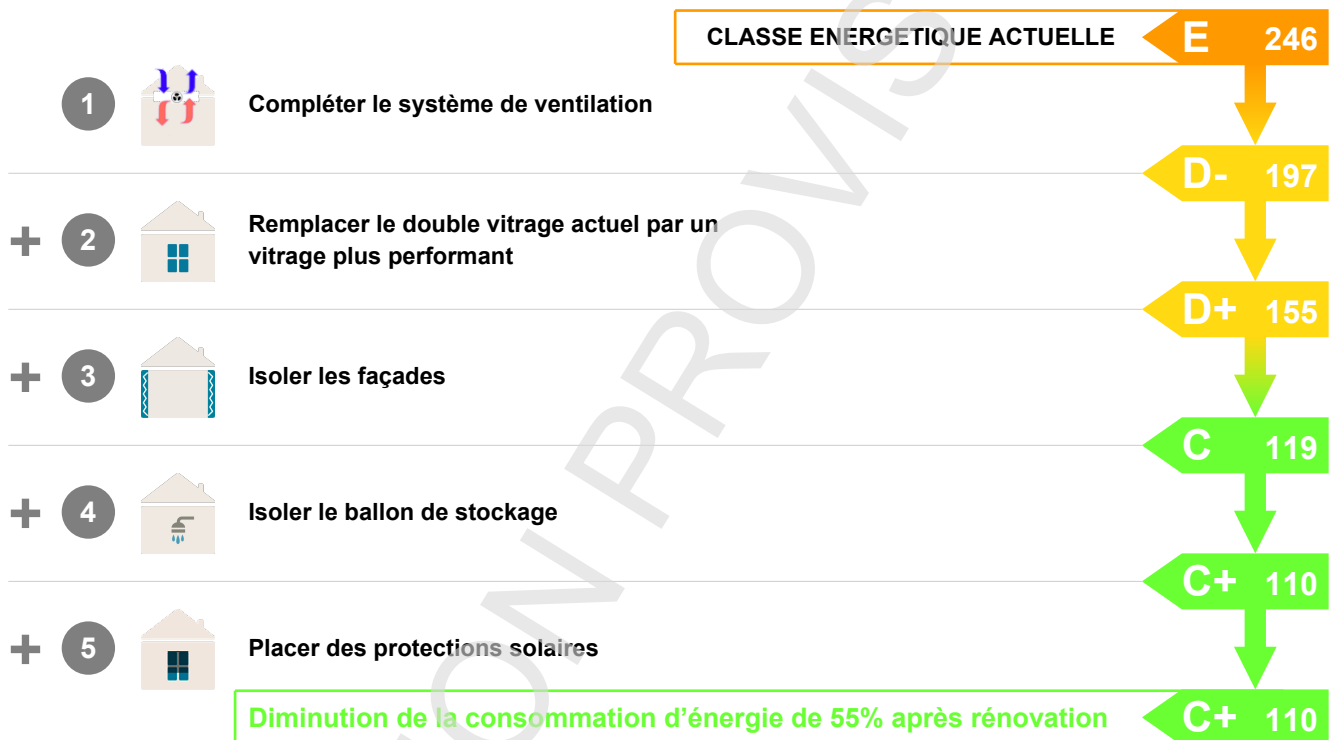 CLASSE ENERGETIQUE ACTUELLE E 246
1 Compléter le système de ventilation
D- 197
+ 2 Remplacer le double vitrage actuel par un
vitrage plus performant
D+ 155
+ 3 Isoler les façades
C 119
+ 4 Isoler le ballon de stockage
C+ 110
+ 5 Placer des protections solaires
Diminution de la consommation d’énergie de 55% après rénovation C+ 110
ON PROVIS